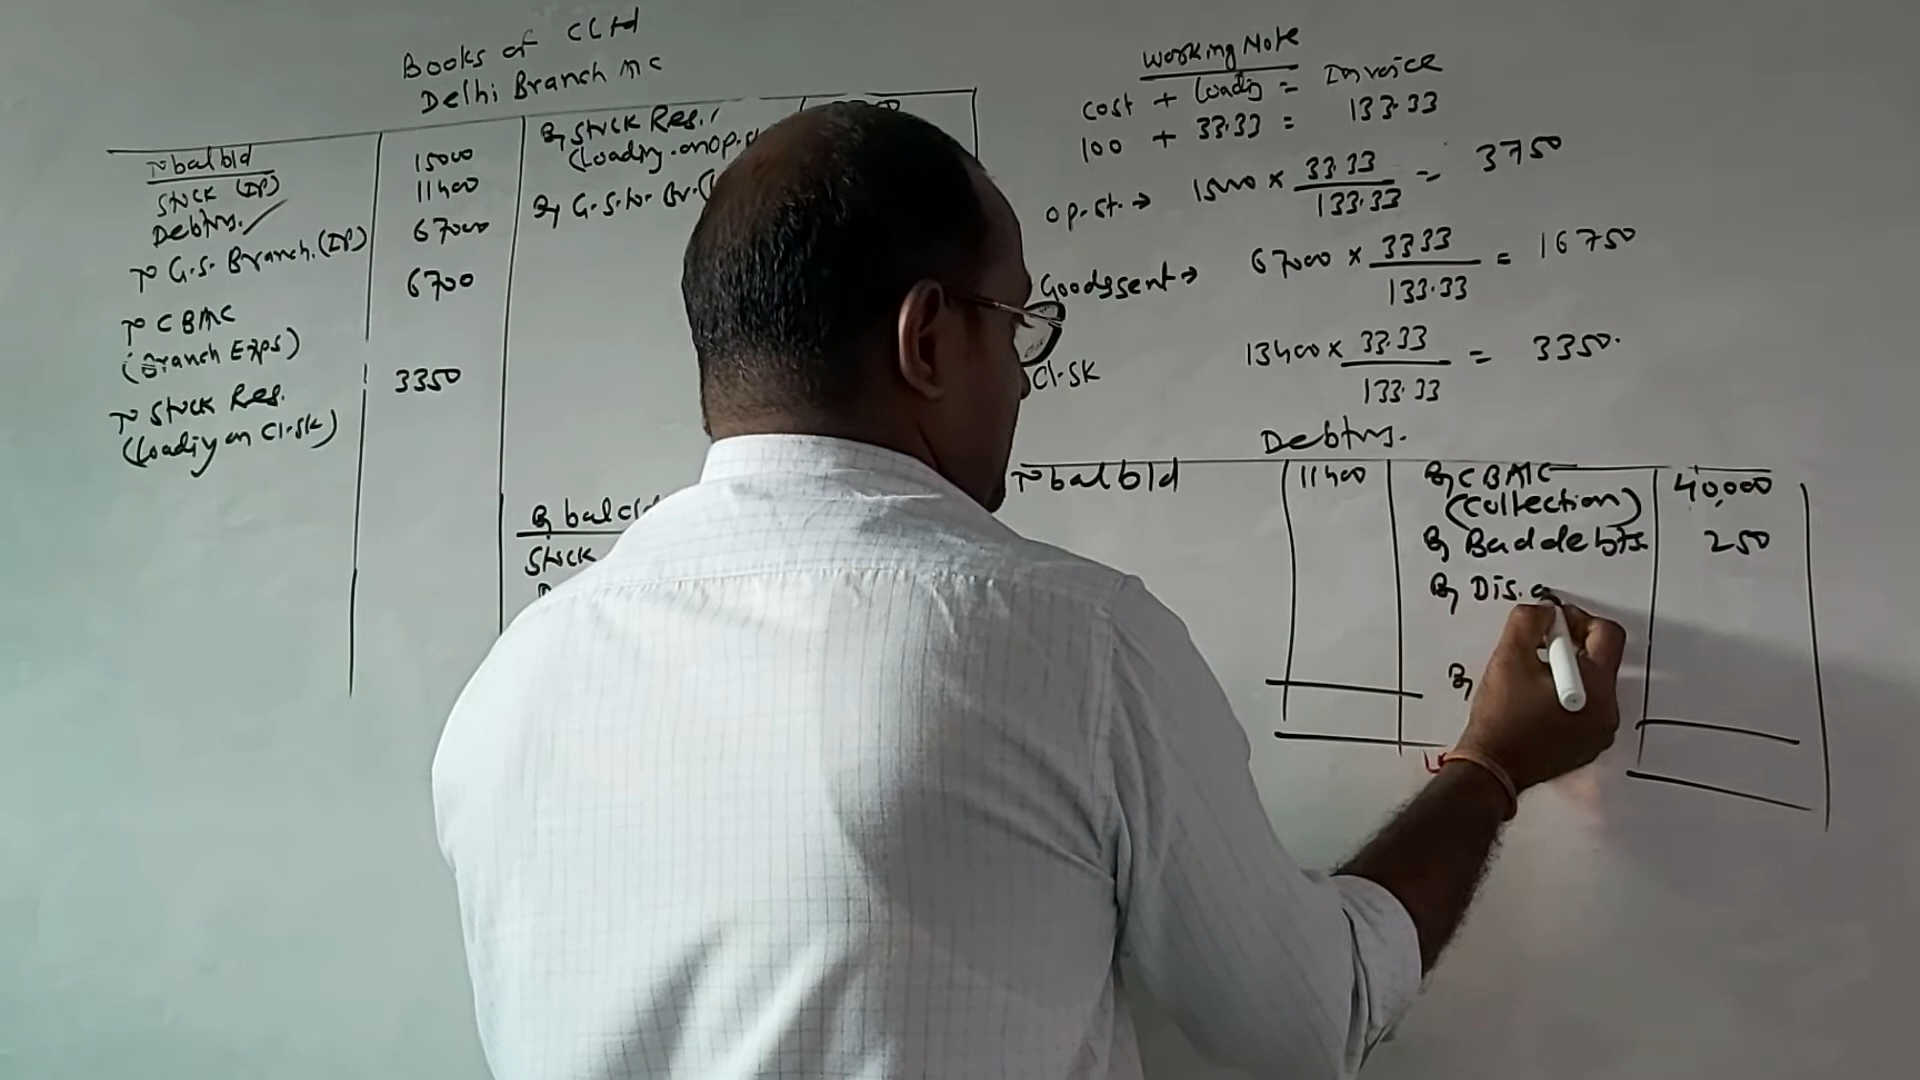 Books of C Ltd
Delhi Branch A/c
To bal b/d
Stock (IP) 15000
Debtors. 11400
To G.S. Branch. (IP) 67000
To CBA/C 6700
(Branch Exps)
To Stock Res. 3350
(Loading on Cl. Stk)
By Stock Res.
(Loading on op.
By G.S. to Br. (
By bal c/d
Stock
Working Note
Cost + Loading = Invoice
100 + 33.33 = 133.33
Op. St. → 15000 × 33.33 / 133.33 = 3750
Goods sent → 67000 × 33.33 / 133.33 = 16750
Cl. Sk 13400 × 33.33 / 133.33 = 3350.
Debtors.
To bal b/d 11400 By CBA/C 40,000
(Collection)
By Bad debts 250
By Dis. a
By